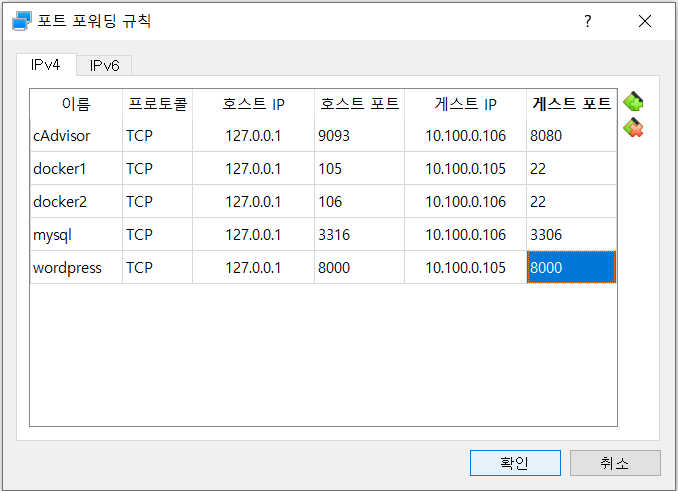 포트 포워딩 규칙
IPv4 IPv6
이름 프로토콜 호스트 IP 호스트 포트 게스트 IP 게스트 포트
cAdvisor TCP 127.0.0.1 9093 10.100.0.106 8080
docker1 TCP 127.0.0.1 105 10.100.0.105 22
docker2 TCP 127.0.0.1 106 10.100.0.106 22
mysql TCP 127.0.0.1 3316 10.100.0.106 3306
wordpress TCP 127.0.0.1 8000 10.100.0.105 8000
확인 취소